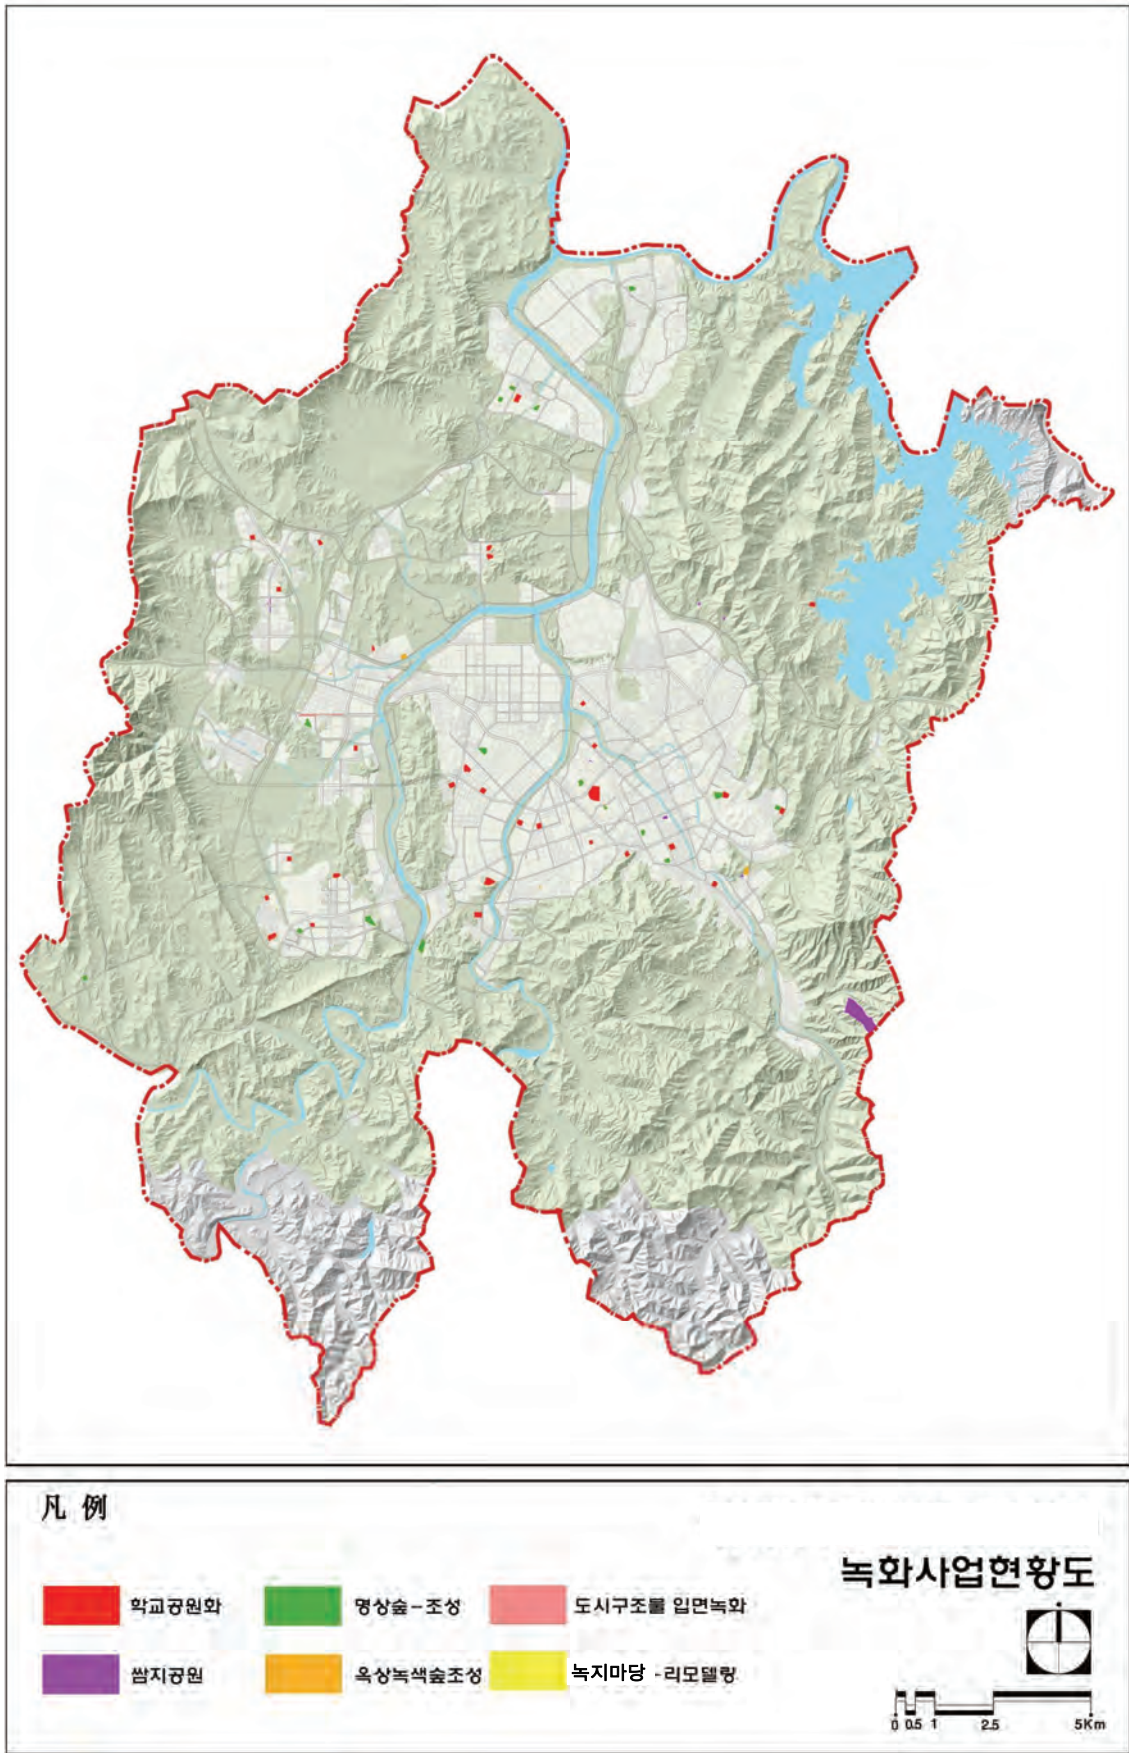 凡 例
녹화사업현황도
학교공원화
명상숲-조성
도시구조물 입면녹화
쌈지공원
옥상녹색숲조성
녹지마당 -리모델링
0 0.5 1 2.5 5Km